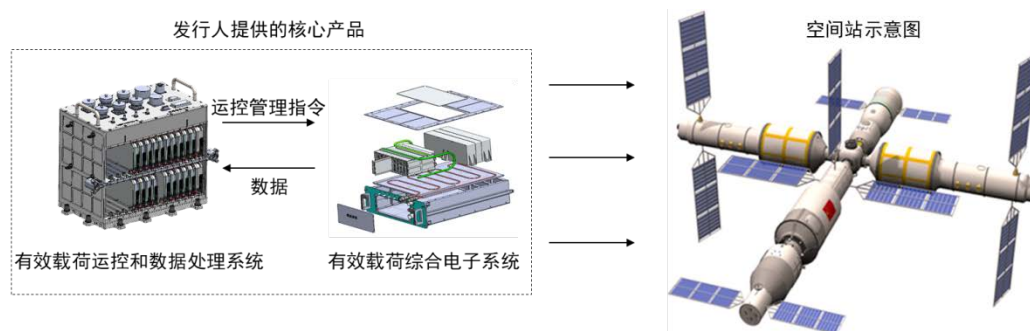 发行人提供的核心产品
空间站示意图
运控管理指令
数据
有效载荷运控和数据处理系统
有效载荷综合电子系统